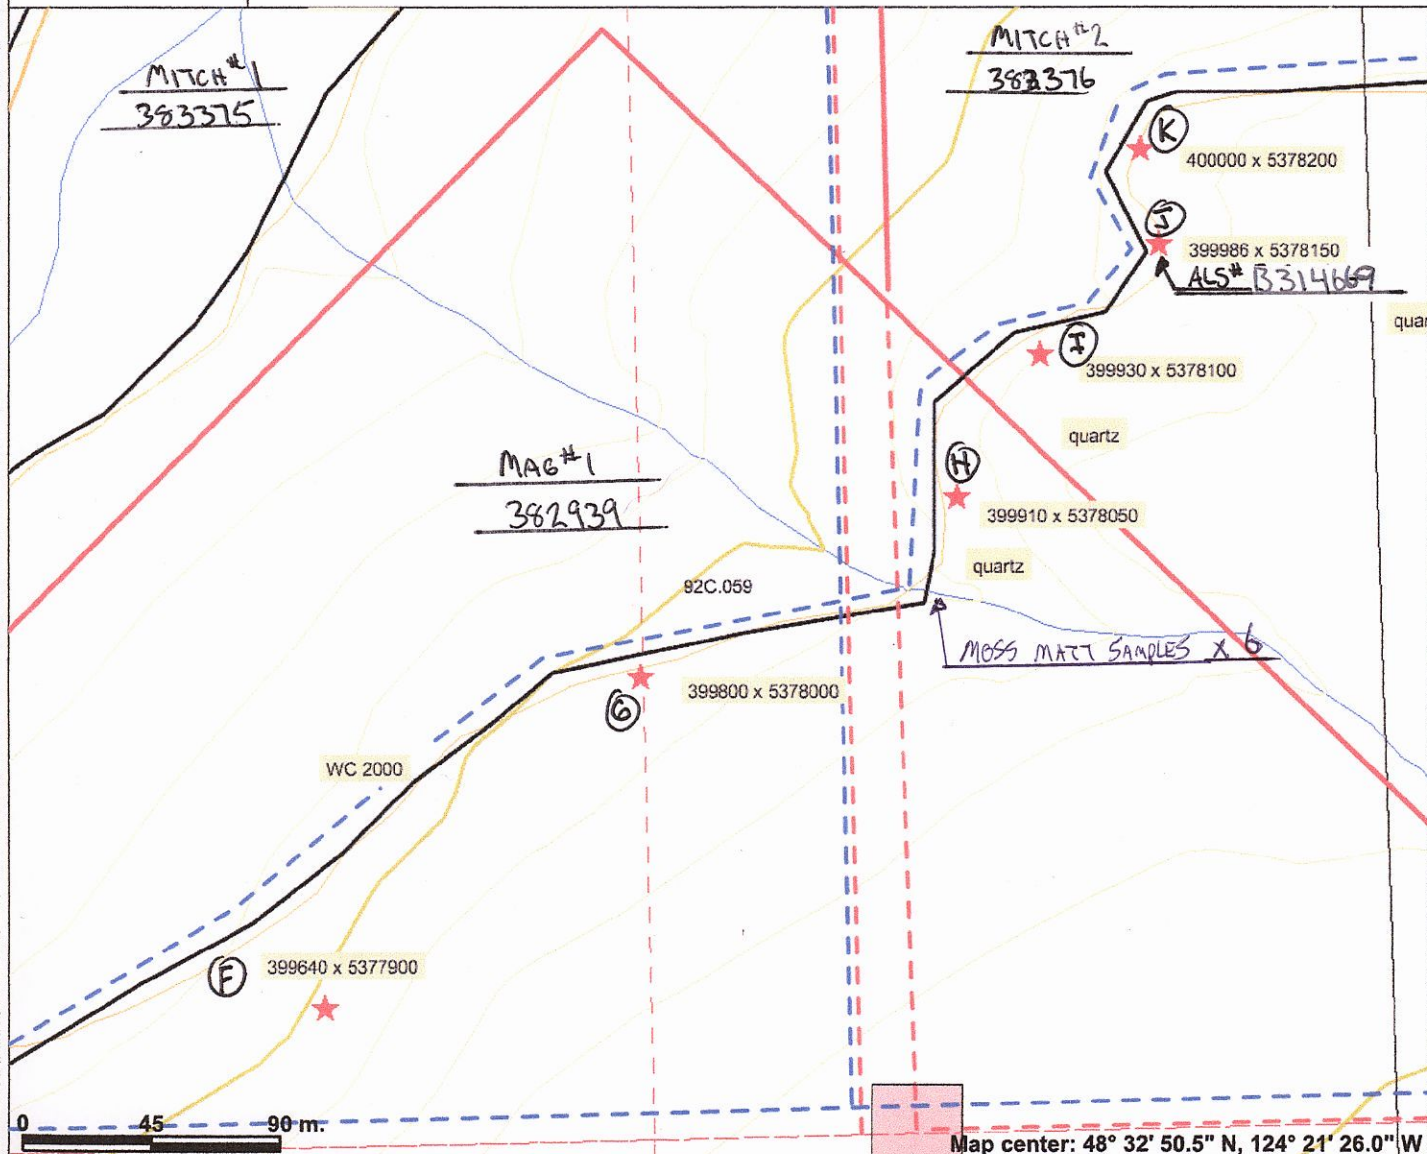 MITCH #1
383375
MITCH #2
K
400000 x 5378200
J
399986 x 5378150
ALS# B314669
quar
I
399930 x 5378100
quartz
MAG #1
382939
H
399910 x 5378050
quartz
92C.059
MOSS MATT SAMPLES X 6
399800 x 5378000
G
WC 2000
F
399640 x 5377900
0 45 90 m.
Map center: 48° 32' 50.5" N, 124° 21' 26.0" W